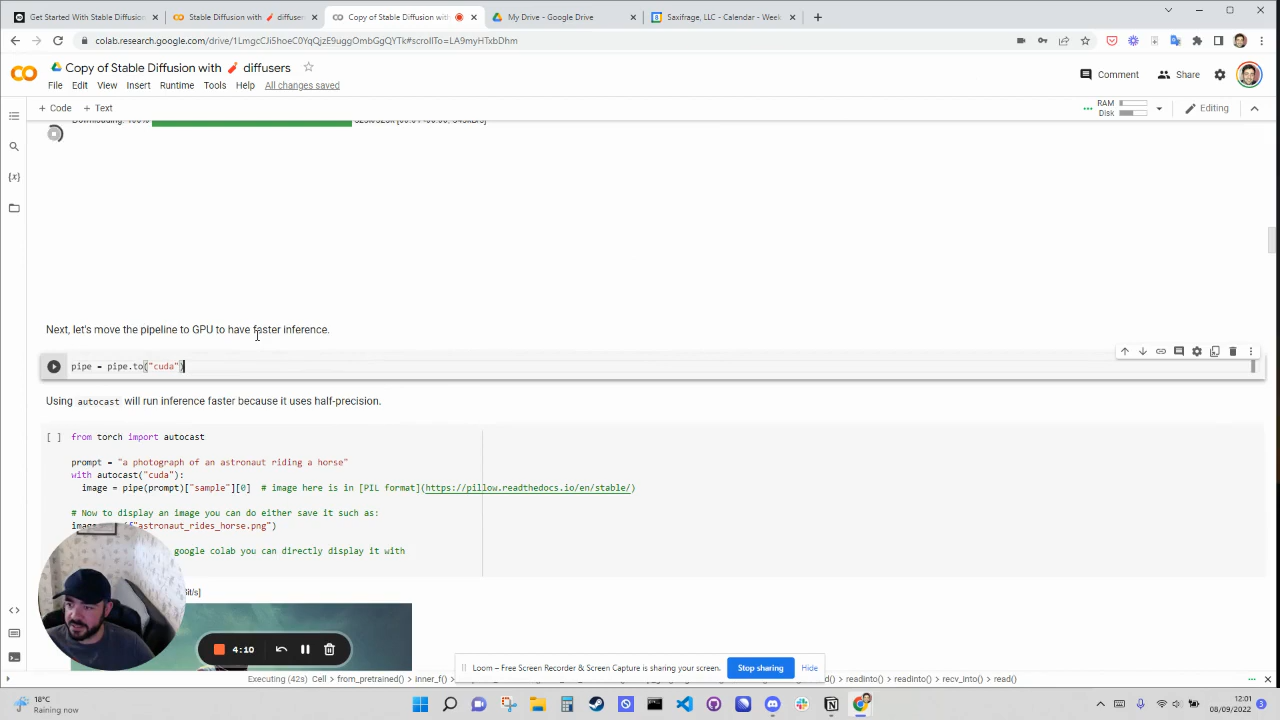 Get Started With Stable Diffusion
Stable Diffusion with 🧨 diffusers
Copy of Stable Diffusion with
My Drive - Google Drive
Saxifrage, LLC - Calendar - Week
colab.research.google.com/drive/1LmgcCJi5hoeC0YqQjzE9uggOmbGgQYTk#scrollTo=LA9myHTxbDhm
Copy of Stable Diffusion with 🧨 diffusers
Comment
Share
File Edit View Insert Runtime Tools Help All changes saved
+ Code + Text
RAM
Disk
Editing
Downloading: 100%
Next, let's move the pipeline to GPU to have faster inference.
pipe = pipe.to("cuda")
Using autocast will run inference faster because it uses half-precision.
[ ] from torch import autocast
prompt = "a photograph of an astronaut riding a horse"
with autocast("cuda"):
image = pipe(prompt)["sample"][0] # image here is in [PIL format](https://pillow.readthedocs.io/en/stable/)
# Now to display an image you can do either save it such as:
"astronaut_rides_horse.png")
google colab you can directly display it with
it/s]
4:10
Loom – Free Screen Recorder & Screen Capture is sharing your screen.
Stop sharing
Hide
Executing (42s) Cell > from_pretrained() > inner_f()
readinto() > readinto() > recv_into() > read()
18°C
Raining now
12:01
08/09/2022